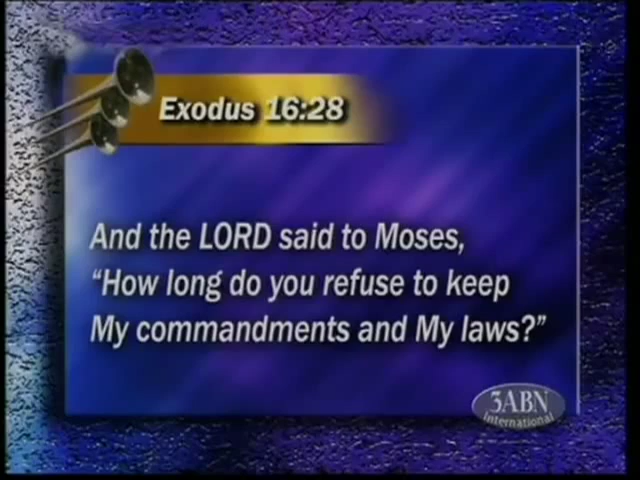 Exodus 16:28
And the LORD said to Moses,
“How long do you refuse to keep
My commandments and My laws?”
3ABN
International